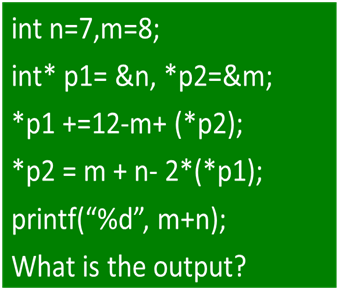 int n=7,m=8;
int* p1= &n, *p2=&m;
*p1 +=12-m+ (*p2);
*p2 = m + n- 2*(*p1);
printf(“%d”, m+n);
What is the output?